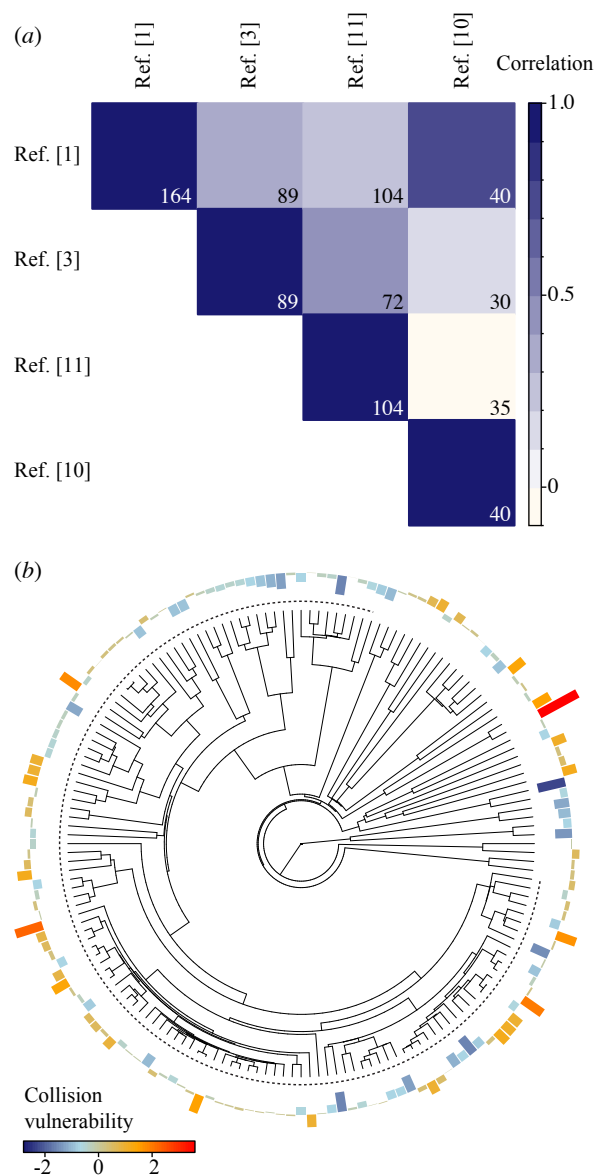 (a)
Ref. [1]
Ref. [3]
Ref. [11]
Ref. [10]
Correlation
Ref. [1]
164
89
104
40
1.0
Ref. [3]
89
72
30
0.5
Ref. [11]
104
35
Ref. [10]
40
0
(b)
Collision
vulnerability
-2 0 2